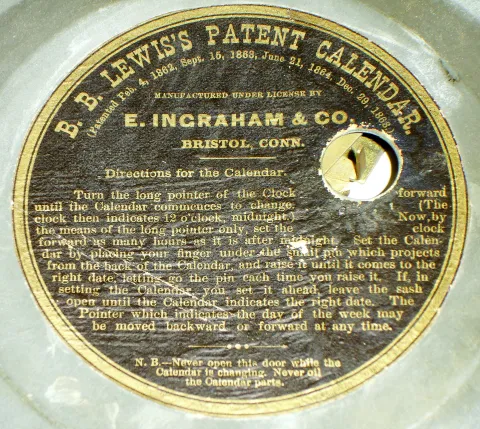 B. B. LEWIS'S PATENT CALENDAR.
(Patented Feb. 4, 1862, Sept. 15, 1863, June 21, 1864, Dec. 29, 1868.)
MANUFACTURED UNDER LICENSE BY
E. INGRAHAM & CO.
BRISTOL, CONN.
Directions for the Calendar.
Turn the long pointer of the Clock forward
until the Calendar commences to change, (The
clock then indicates 12 o'clock, midnight.) Now, by
the means of the long pointer only, set the clock
forward as many hours as it is after midnight. Set the Calen-
dar by placing your finger under the small pin which projects
from the back of the Calendar, and raise it until it comes to the
right date, letting go the pin each time you raise it. If, in
setting the Calendar, you set it ahead, leave the sash
open until the Calendar indicates the right date. The
Pointer which indicates the day of the week may
be moved backward or forward at any time.
N. B.—Never open this door while the
Calendar is changing. Never oil
the Calendar parts.